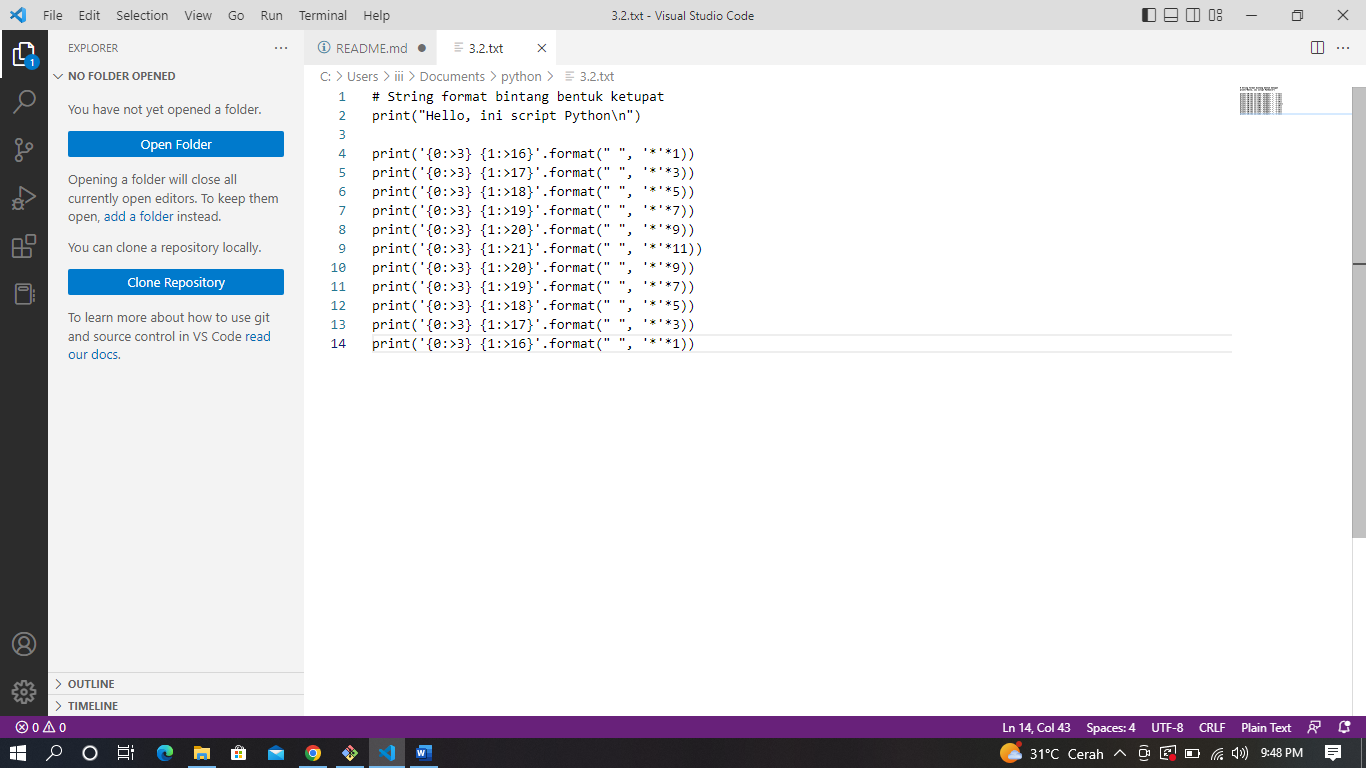 File Edit Selection View Go Run Terminal Help 3.2.txt - Visual Studio Code
EXPLORER
NO FOLDER OPENED
You have not yet opened a folder.
Open Folder
Opening a folder will close all
currently open editors. To keep them
open, add a folder instead.
You can clone a repository locally.
Clone Repository
To learn more about how to use git
and source control in VS Code read
our docs.
OUTLINE
TIMELINE
1
README.md 3.2.txt
C: > Users > iii > Documents > python > 3.2.txt
1 # String format bintang bentuk ketupat
2 print("Hello, ini script Python\n")
3
4 print('{0:>3} {1:>16}'.format(" ", '*'*1))
5 print('{0:>3} {1:>17}'.format(" ", '*'*3))
6 print('{0:>3} {1:>18}'.format(" ", '*'*5))
7 print('{0:>3} {1:>19}'.format(" ", '*'*7))
8 print('{0:>3} {1:>20}'.format(" ", '*'*9))
9 print('{0:>3} {1:>21}'.format(" ", '*'*11))
10 print('{0:>3} {1:>20}'.format(" ", '*'*9))
11 print('{0:>3} {1:>19}'.format(" ", '*'*7))
12 print('{0:>3} {1:>18}'.format(" ", '*'*5))
13 print('{0:>3} {1:>17}'.format(" ", '*'*3))
14 print('{0:>3} {1:>16}'.format(" ", '*'*1))
0 0 Ln 14, Col 43 Spaces: 4 UTF-8 CRLF Plain Text
31°C Cerah 9:48 PM